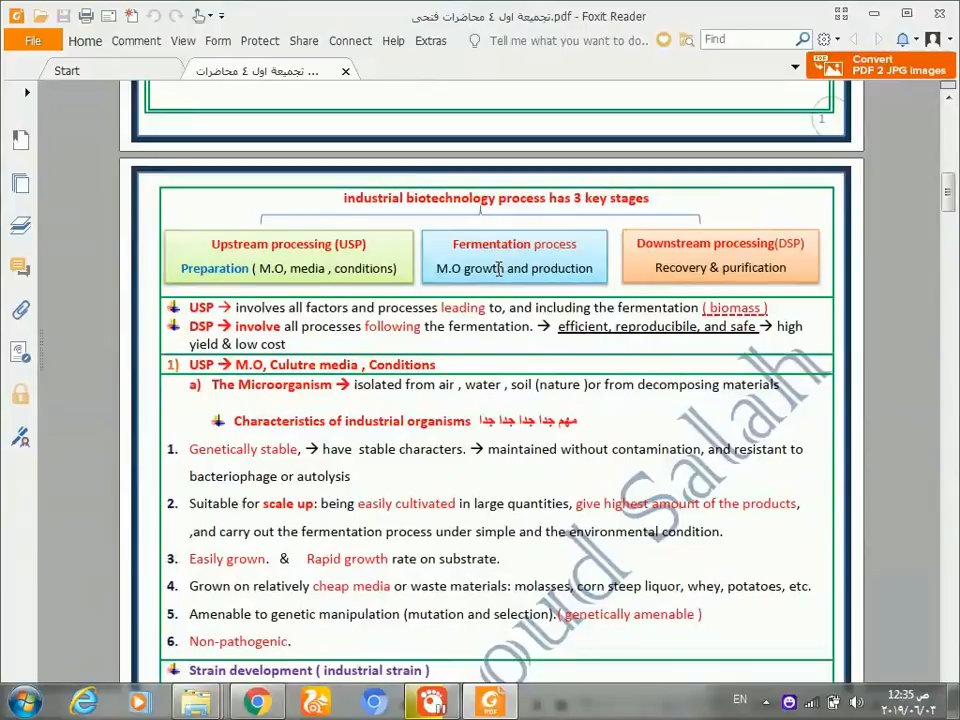 تجميعة اول ٤ محاضرات فتحى.pdf - Foxit Reader
File Home Comment View Form Protect Share Connect Help Extras Tell me what you want to do... Find
Start
تجميعة اول ٤ محاضرات ...
Convert
PDF 2 JPG Images
1
industrial biotechnology process has 3 key stages
Upstream processing (USP)
Preparation ( M.O, media , conditions)
Fermentation process
M.O growth and production
Downstream processing(DSP)
Recovery & purification
USP → involves all factors and processes leading to, and including the fermentation ( biomass )
DSP → involve all processes following the fermentation. → efficient, reproducibile, and safe → high
yield & low cost
1) USP → M.O, Culutre media , Conditions
a) The Microorganism → isolated from air , water , soil (nature )or from decomposing materials
Characteristics of industrial organisms مهم جدا جدا جدا جدا
1. Genetically stable, → have stable characters. → maintained without contamination, and resistant to
bacteriophage or autolysis
2. Suitable for scale up: being easily cultivated in large quantities, give highest amount of the products,
,and carry out the fermentation process under simple and the environmental condition.
3. Easily grown. & Rapid growth rate on substrate.
4. Grown on relatively cheap media or waste materials: molasses, corn steep liquor, whey, potatoes, etc.
5. Amenable to genetic manipulation (mutation and selection).( genetically amenable )
6. Non-pathogenic.
Strain development ( industrial strain )
ourd Sallah
EN
12:35 ص
٢٠١٩/٠٦/٠٣